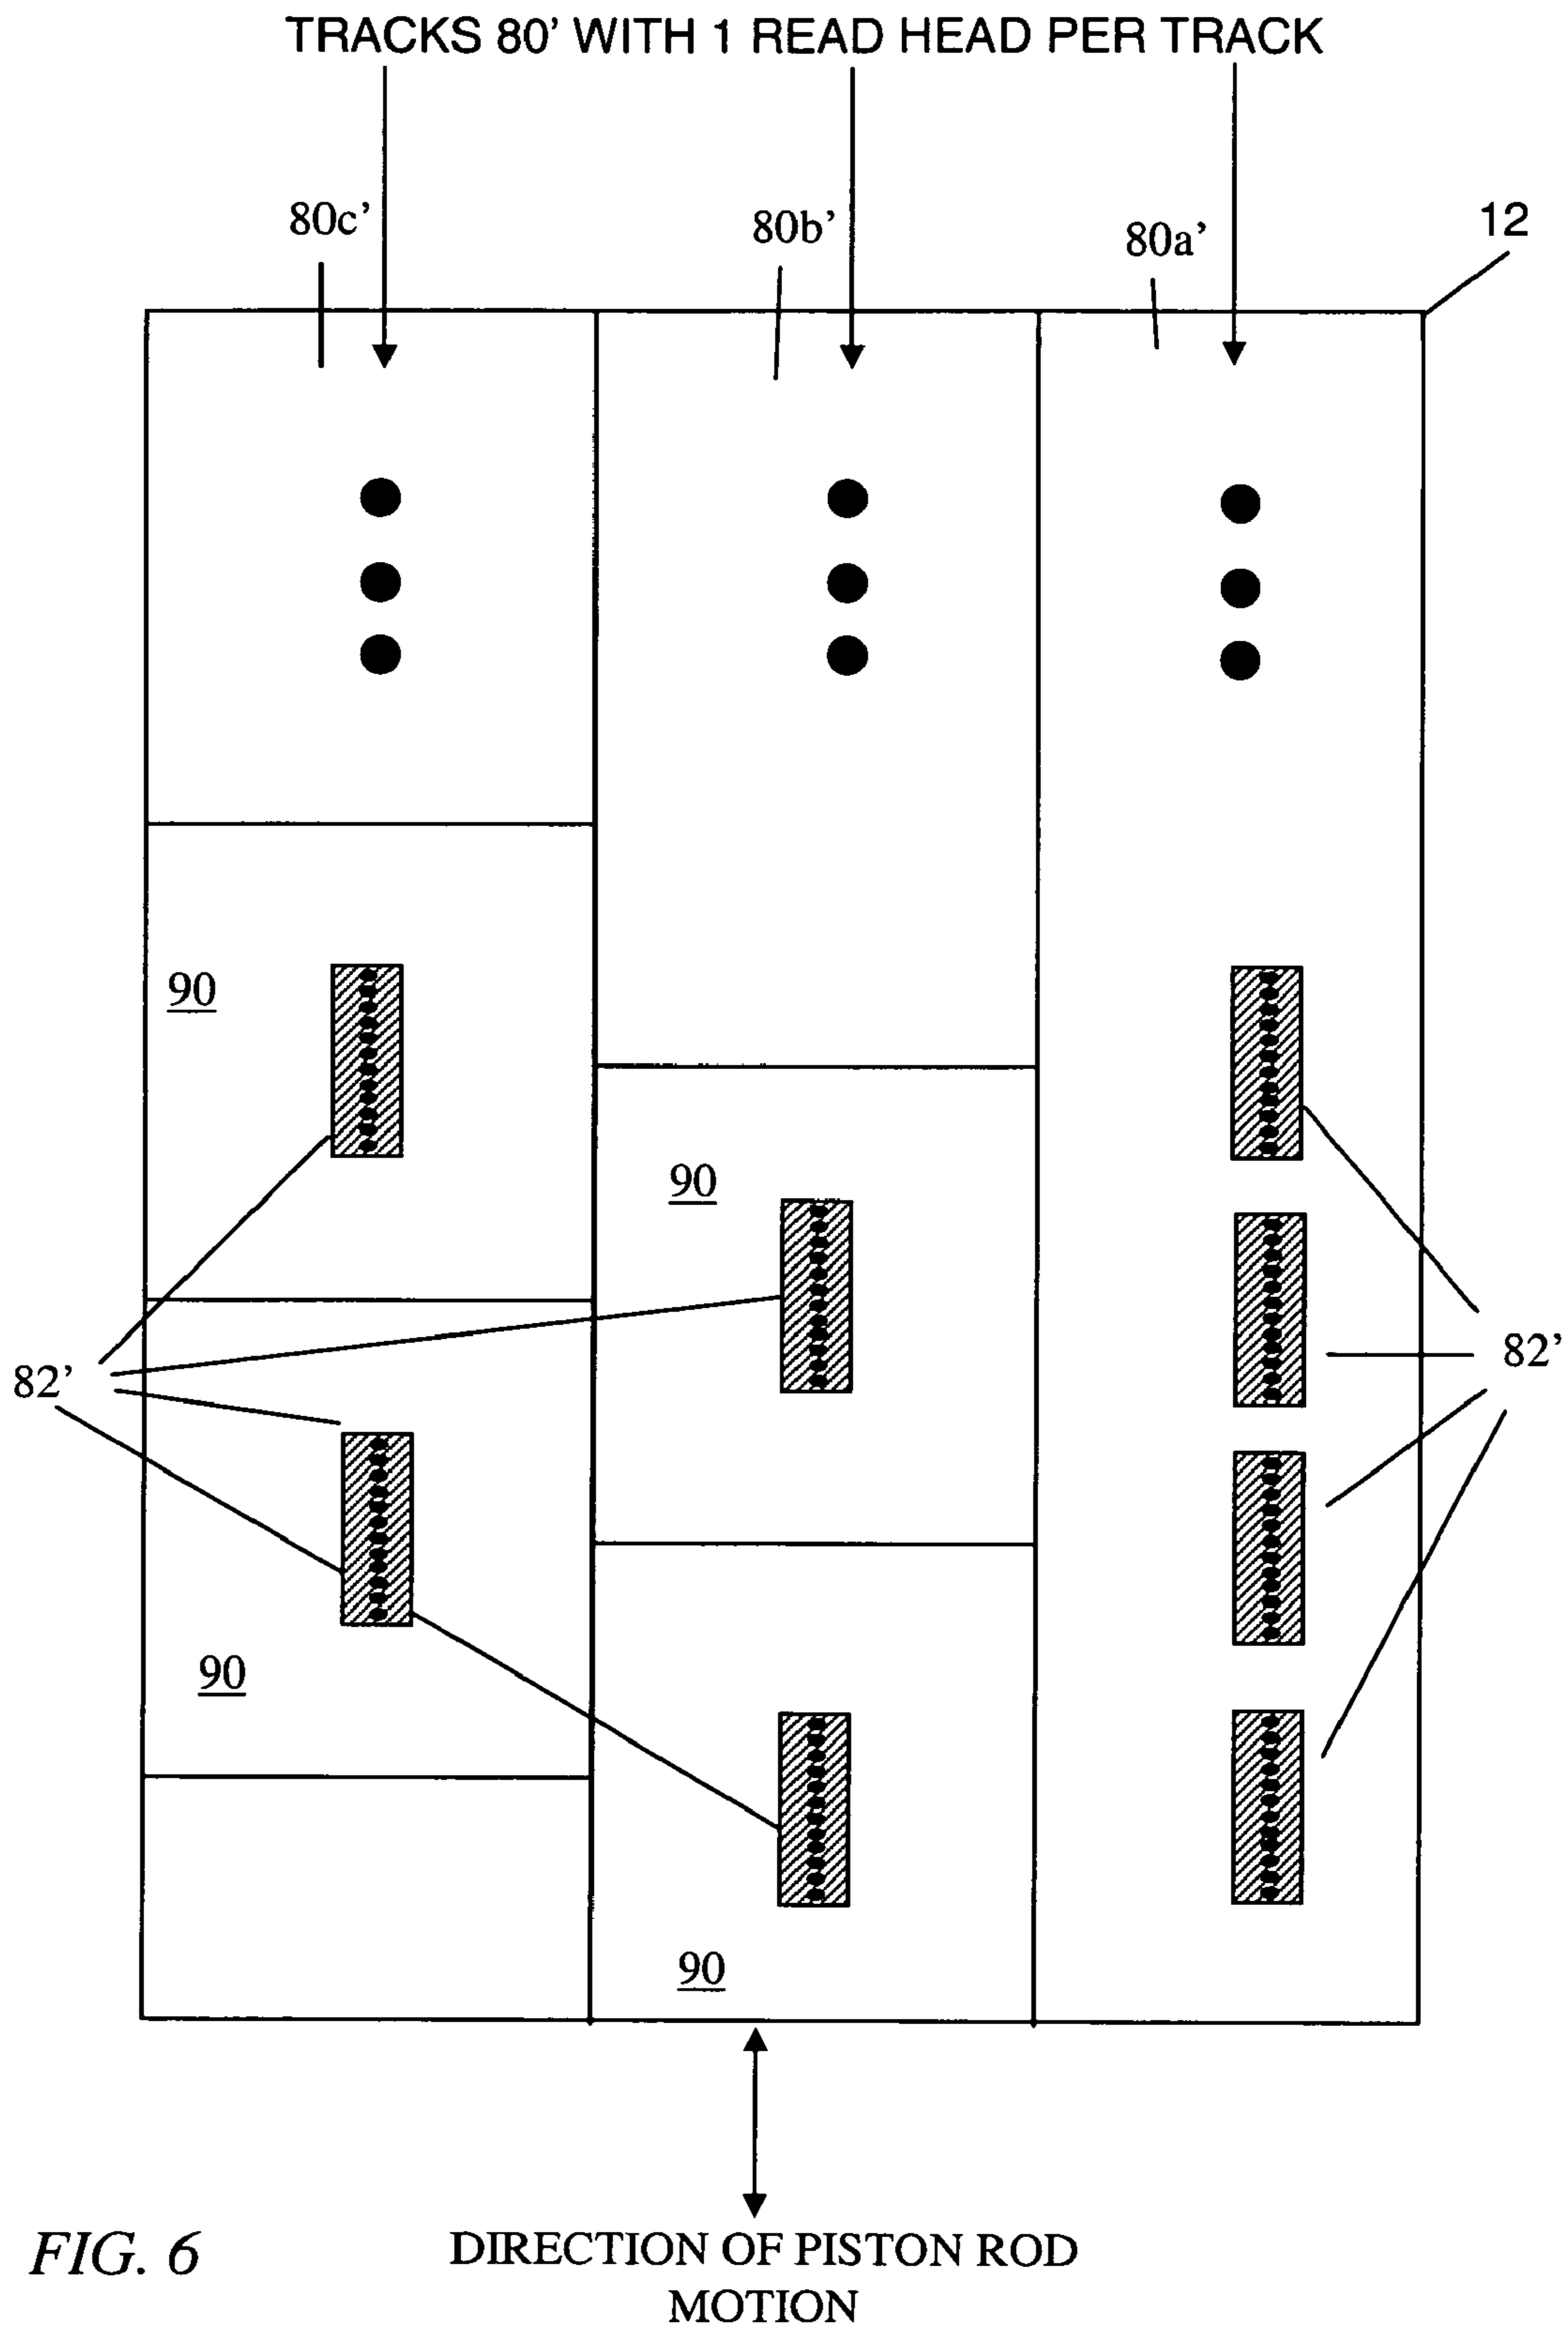 TRACKS 80’ WITH 1 READ HEAD PER TRACK
80c’
80b’
80a’
12
90
90
82’
82’
90
90
FIG. 6
DIRECTION OF PISTON ROD
MOTION